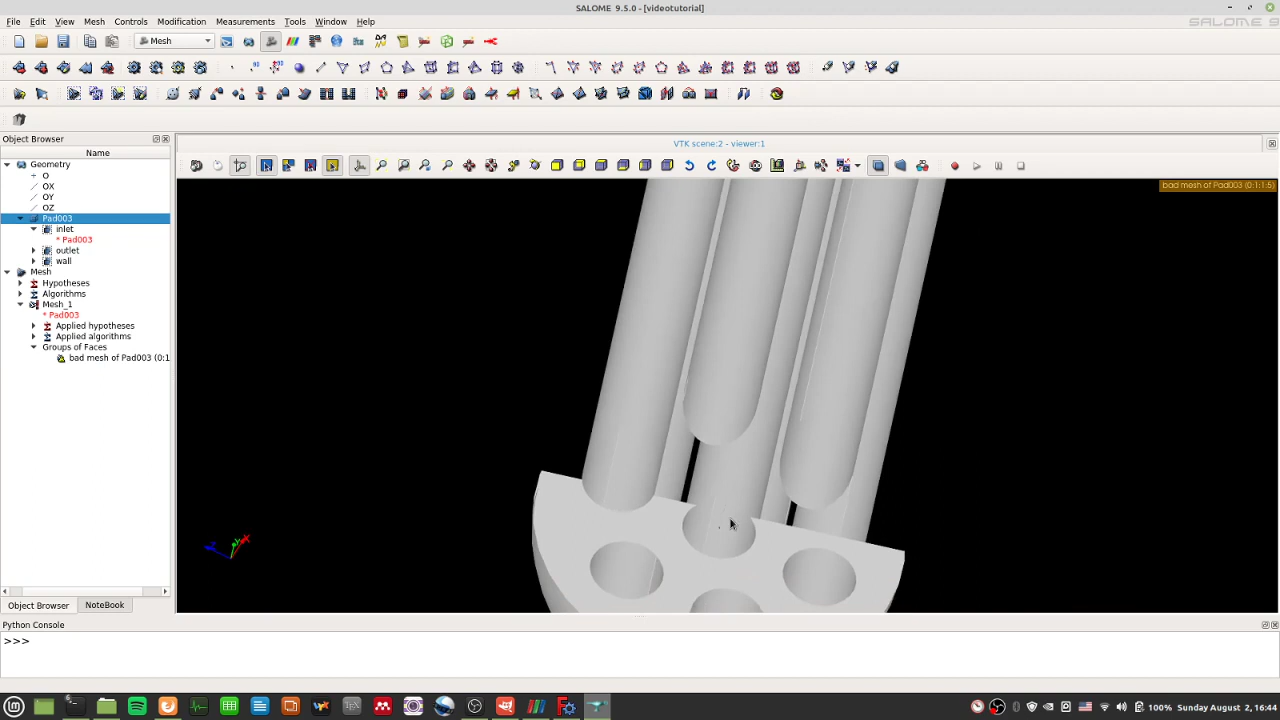 SALOME 9.5.0 - [videotutorial]
File Edit View Mesh Controls Modification Measurements Tools Window Help
SALOME 9
Mesh
Object Browser
VTK scene:2 - viewer:1
Name
Geometry
O
OX
OY
OZ
Pad003
inlet
* Pad003
outlet
wall
Mesh
Hypotheses
Algorithms
Mesh_1
* Pad003
Applied hypotheses
Applied algorithms
Groups of Faces
bad mesh of Pad003 (0:1
bad mesh of Pad003 (0:1:1:5)
Object Browser NoteBook
Python Console
>>>
100% Sunday August 2, 16:44